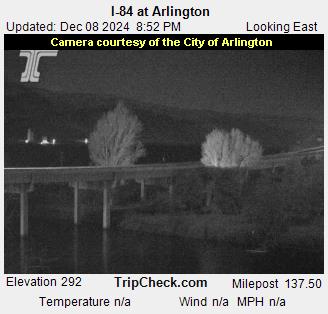 I-84 at Arlington
Updated: Dec 08 2024 8:52 PM Looking East
Camera courtesy of the City of Arlington
Elevation 292 TripCheck.com Milepost 137.50
Temperature n/a Wind n/a MPH n/a